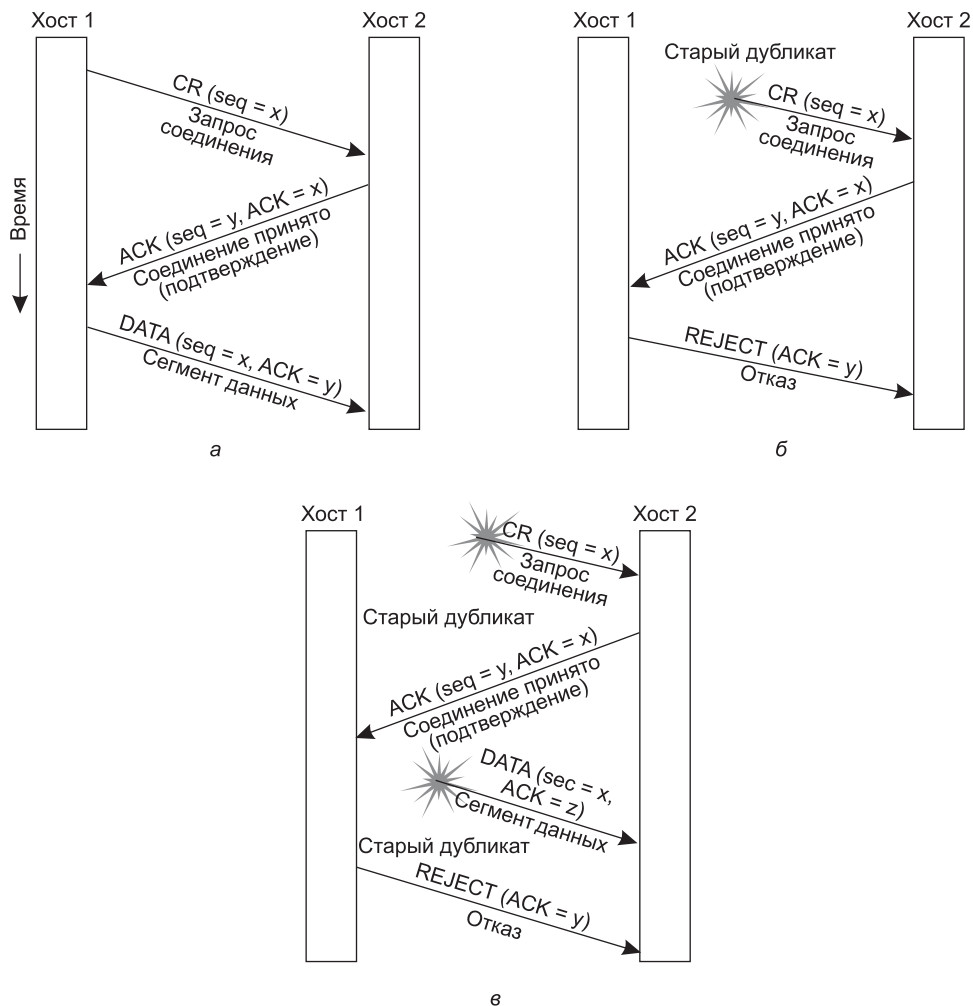 Хост 1
Хост 2
CR (seq = x)
Запрос
соединения
ACK (seq = y, ACK = x)
Соединение принято
(подтверждение)
DATA (seq = x, ACK = y)
Сегмент данных
Время
а
Хост 1
Хост 2
Старый дубликат
CR (seq = x)
Запрос
соединения
ACK (seq = y, ACK = x)
Соединение принято
(подтверждение)
REJECT (ACK = y)
Отказ
б
Хост 1
Хост 2
CR (seq = x)
Запрос
соединения
Старый дубликат
ACK (seq = y, ACK = x)
Соединение принято
(подтверждение)
DATA (sec = x,
ACK = z)
Сегмент данных
Старый дубликат
REJECT (ACK = y)
Отказ
в